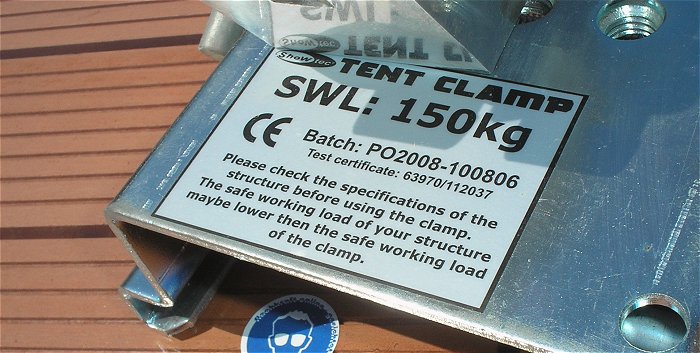 Showtec TENT CLAMP
SWL: 150kg
CE Batch: PO2008-100806
Test certificate: 63970/112037
Please check the specifications of the
structure before using the clamp.
The safe working load of your structure
maybe lower then the safe working load
of the clamp.